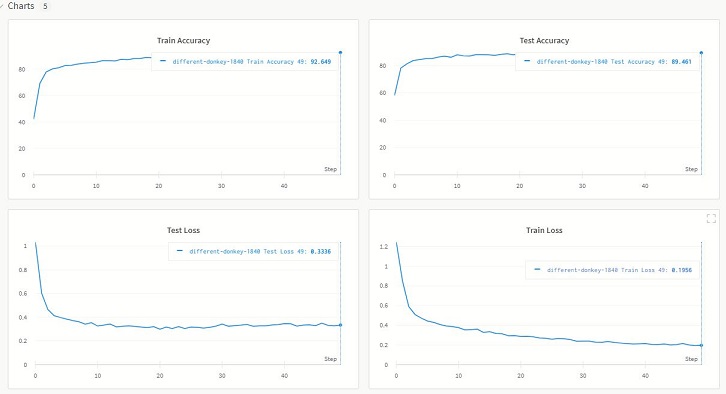 Charts 5
Train Accuracy
different-donkey-1840 Train Accuracy 49: 92.649
80
60
40
20
0
Step
0 10 20 30 40
Test Accuracy
different-donkey-1840 Test Accuracy 49: 89.461
80
60
40
20
0
Step
0 10 20 30 40
Test Loss
different-donkey-1840 Test Loss 49: 0.3336
1
0.8
0.6
0.4
0.2
0
Step
0 10 20 30 40
Train Loss
1.2
different-donkey-1840 Train Loss 49: 0.1956
1
0.8
0.6
0.4
0.2
0
Step
0 10 20 30 40